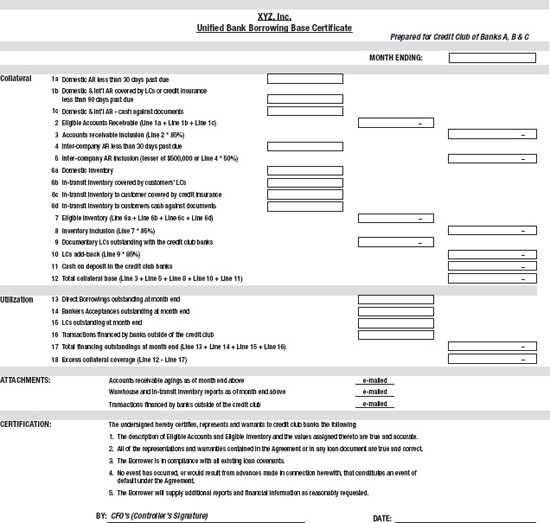 XYZ, Inc.
Unified Bank Borrowing Base Certificate
Prepared for Credit Club of Banks A, B & C
MONTH ENDING:
Collateral
1a Domestic AR less than 30 days past due
1b Domestic & Int'l AR covered by LCs or credit insurance
less than 90 days past due
1c Domestic & Int'l AR - cash against documents
2 Eligible Accounts Receivable (Line 1a + Line 1b + Line 1c) –
3 Accounts receivable inclusion (Line 2 * 85%) –
4 Inter-company AR less than 30 days past due
5 Inter-company AR inclusion (lesser of $500,000 or Line 4 * 50%) –
6a Domestic inventory
6b In-transit inventory covered by customers' LCs
6c In-transit inventory to customer covered by credit insurance
6d In-transit inventory to customers cash against documents
7 Eligible inventory (Line 6a + Line 6b + Line 6c + Line 6d) –
8 Inventory inclusion (Line 7 * 85%) –
9 Documentary LCs outstanding with the credit club banks –
10 LCs add-back (Line 9 * 85%) –
11 Cash on deposit in the credit club banks –
12 Total collateral base (Line 3 + Line 5 + Line 8 + Line 10 + Line 11) –
Utilization
13 Direct Borrowings outstanding at month end
14 Bankers Acceptances outstanding at month end
15 LCs outstanding at month end
16 Transactions financed by banks outside of the credit club
17 Total financing outstandings at month end (Line 13 + Line 14 + Line 15 + Line 16) –
18 Excess collateral coverage (Line 12 - Line 17) –
ATTACHMENTS:
Accounts receivable agings as of month end above e-mailed
Warehouse and in-transit inventory reports as of month end above e-mailed
Transactions financed by banks outside of the credit club e-mailed
CERTIFICATION:
The undersigned hereby certifies, represents and warrants to credit club banks the following:
1. The description of Eligible Accounts and Eligible Inventory and the values assigned thereto are true and accurate.
2. All of the representations and warranties contained in the Agreement or in any loan document are true and correct.
3. The Borrower is in compliance with all existing loan covenants.
4. No event has occurred, or would result from advances made in connection herewith, that constitutes an event of
default under the Agreement.
5. The Borrower will supply additional reports and financial information as reasonably requested.
BY: CFO's (Controller's Signature)
DATE: